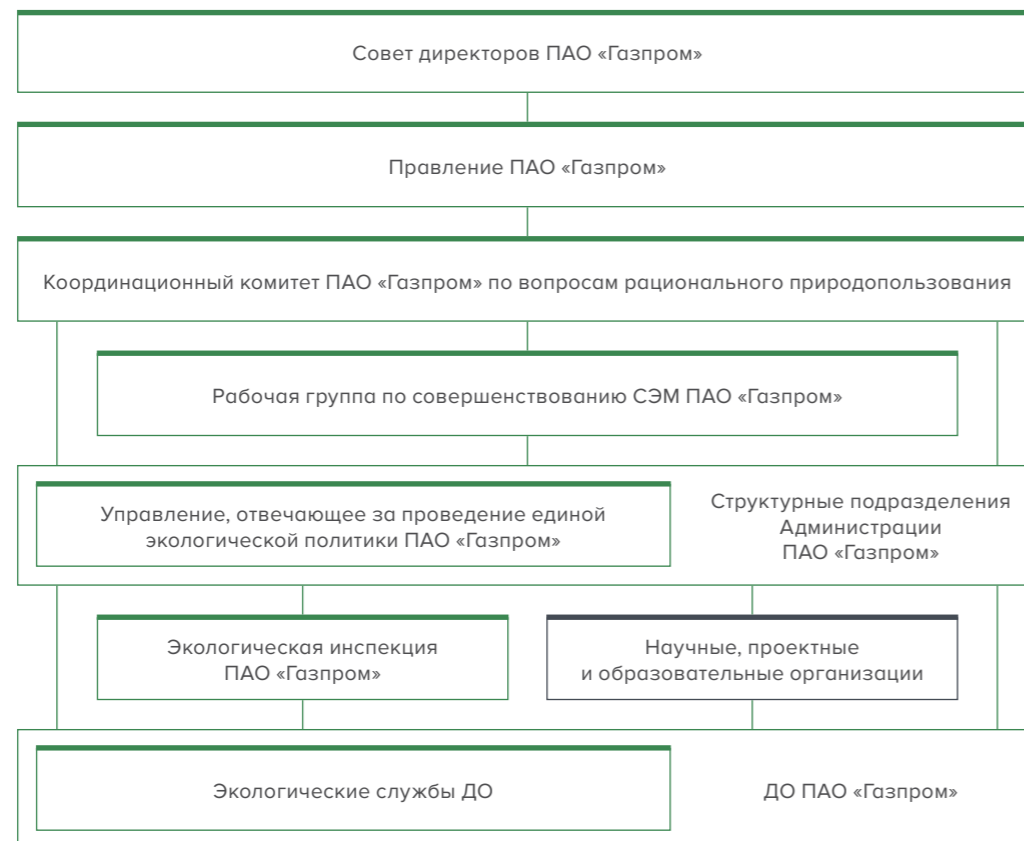 Совет директоров ПАО «Газпром»
Правление ПАО «Газпром»
Координационный комитет ПАО «Газпром» по вопросам рационального природопользования
Рабочая группа по совершенствованию СЭМ ПАО «Газпром»
Управление, отвечающее за проведение единой
экологической политики ПАО «Газпром»
Структурные подразделения
Администрации
ПАО «Газпром»
Экологическая инспекция
ПАО «Газпром»
Научные, проектные
и образовательные организации
Экологические службы ДО
ДО ПАО «Газпром»